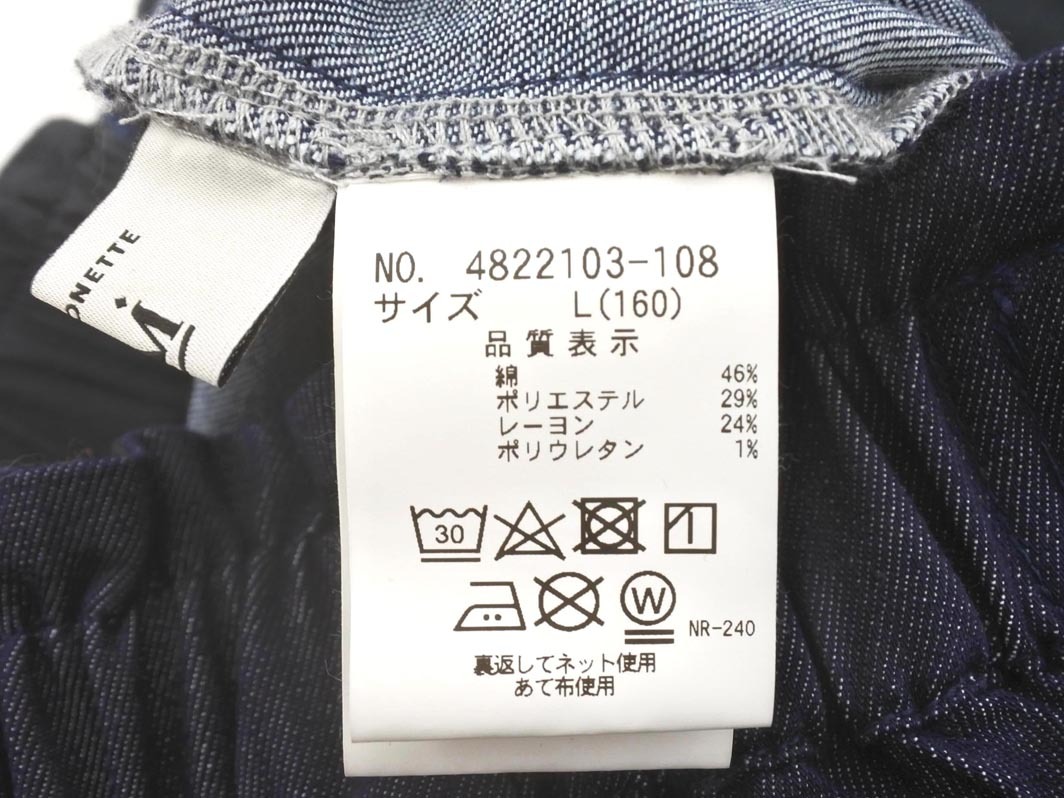 ONETTE
NO. 4822103-108
サイズ L(160)
品質表示
綿 46%
ポリエステル 29%
レーヨン 24%
ポリウレタン 1%
30
W
NR-240
裏返してネット使用
あて布使用